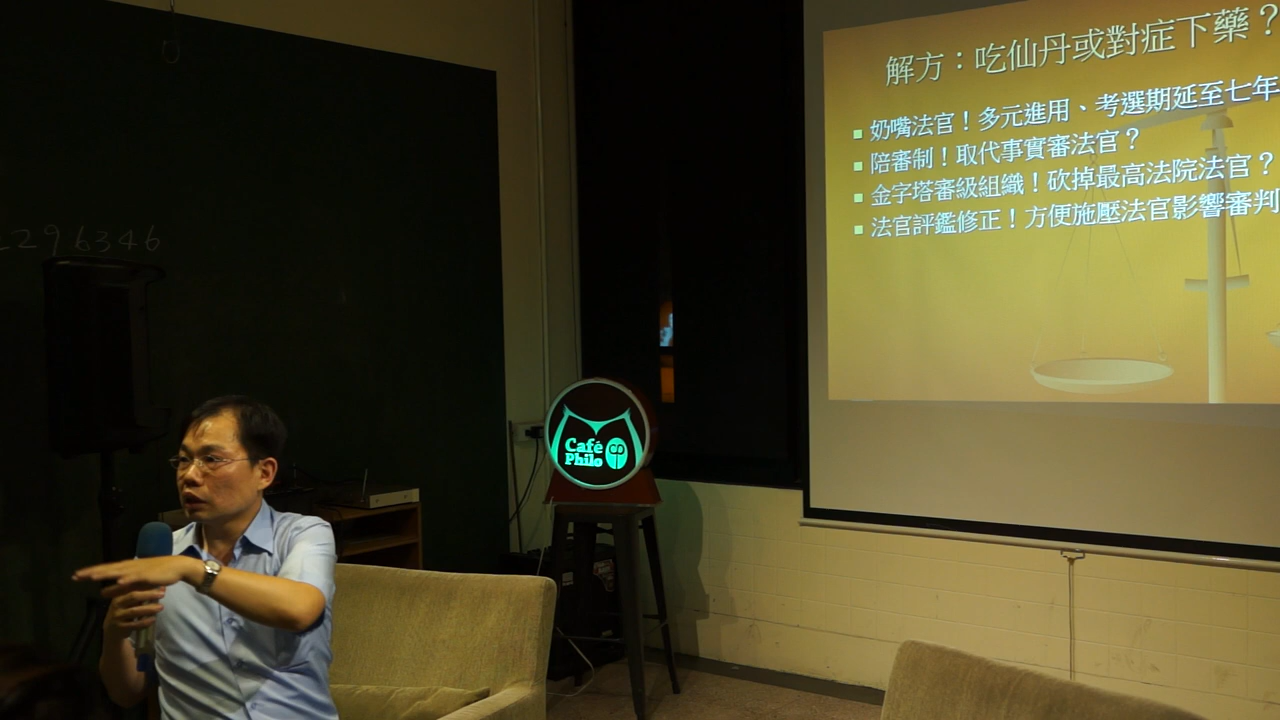 解方：吃仙丹或對症下藥？
奶嘴法官！多元進用、考選期延至七年
陪審制！取代事實審法官？
金字塔審級組織！砍掉最高法院法官？
法官評鑑修正！方便施壓法官影響審判
296346
Café
Philo